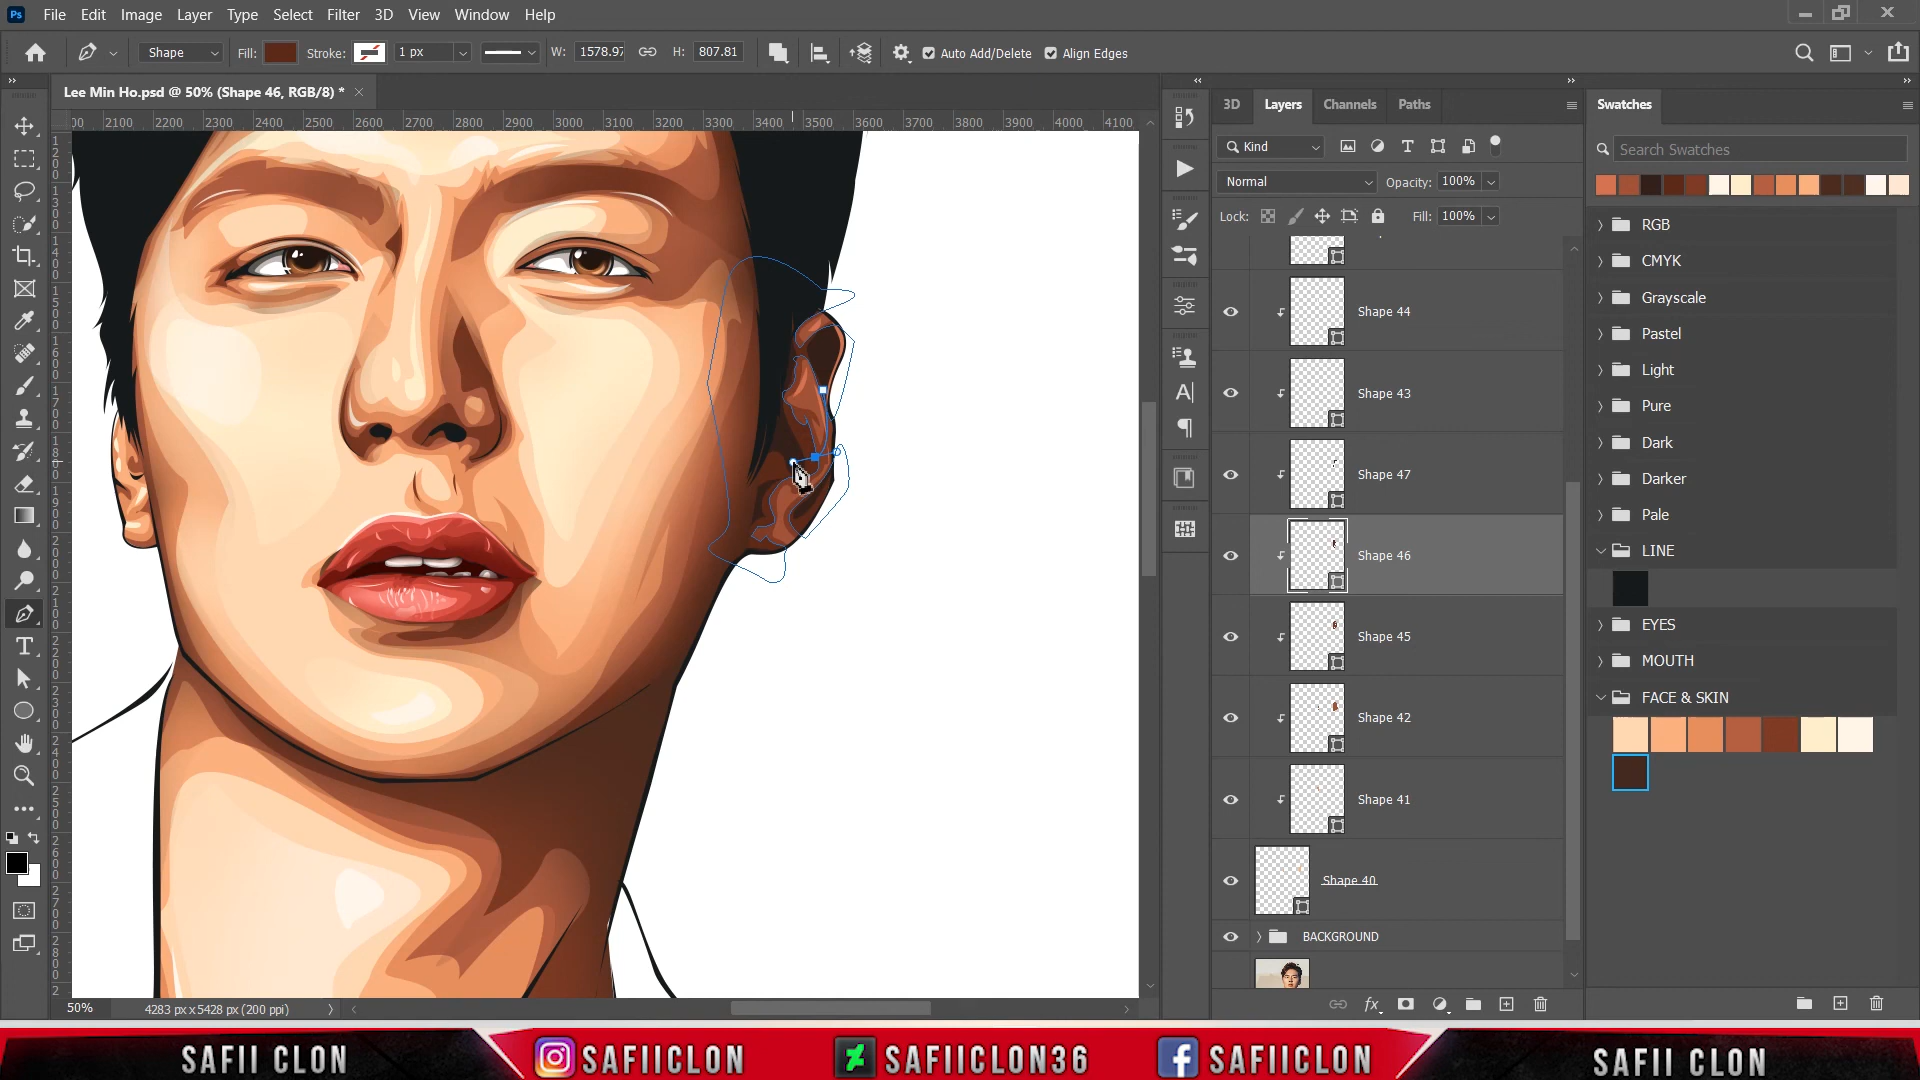 Ps File Edit Image Layer Type Select Filter 3D View Window Help
Shape Fill: Stroke: 1 px W: 1578.97 H: 807.81 Auto Add/Delete Align Edges
Lee Min Ho.psd @ 50% (Shape 46, RGB/8) *
2100 2200 2300 2400 2500 2600 2700 2800 2900 3000 3100 3200 3300 3400 3500 3600 3700 3800 3900 4000 4100
3D Layers Channels Paths
Kind
Normal Opacity: 100%
Lock: Fill: 100%
Shape 44
Shape 43
Shape 47
Shape 46
Shape 45
Shape 42
Shape 41
Shape 40
BACKGROUND
Swatches
Search Swatches
RGB
CMYK
Grayscale
Pastel
Light
Pure
Dark
Darker
Pale
LINE
EYES
MOUTH
FACE & SKIN
50% 4283 px x 5428 px (200 ppi)
SAFII CLON SAFIICLON SAFIICLON36 SAFIICLON SAFII CLON